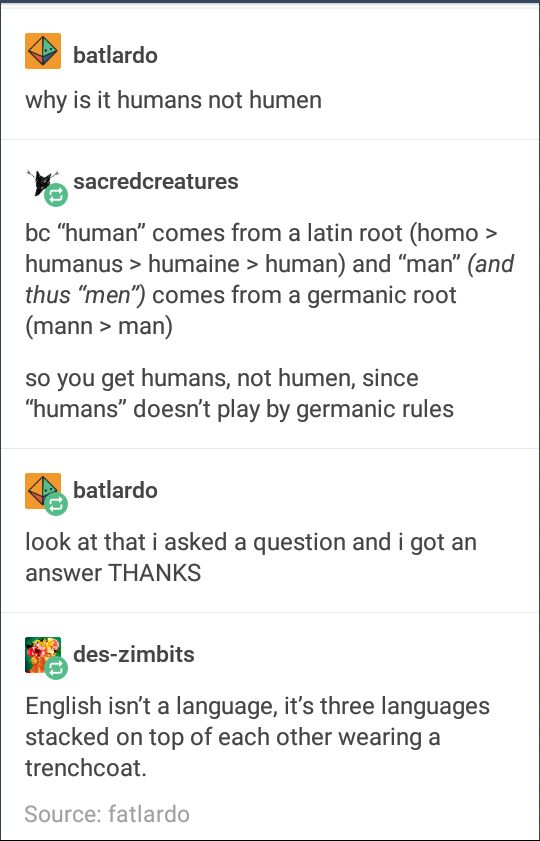 batlardo
why is it humans not humen
sacredcreatures
bc “human” comes from a latin root (homo >
humanus > humaine > human) and “man” (and
thus “men”) comes from a germanic root
(mann > man)
so you get humans, not humen, since
“humans” doesn’t play by germanic rules
batlardo
look at that i asked a question and i got an
answer THANKS
des-zimbits
English isn’t a language, it’s three languages
stacked on top of each other wearing a
trenchcoat.
Source: fatlardo